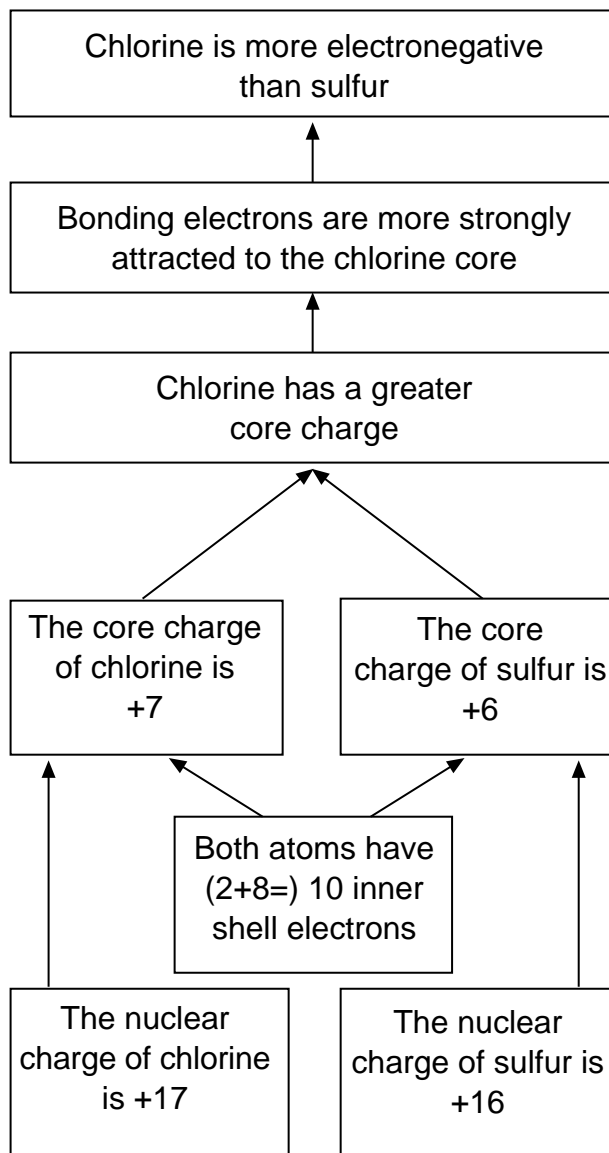 Chlorine is more electronegative
than sulfur
Bonding electrons are more strongly
attracted to the chlorine core
Chlorine has a greater
core charge
The core charge
of chlorine is
+7
The core
charge of sulfur is
+6
Both atoms have
(2+8=) 10 inner
shell electrons
The nuclear
charge of chlorine
is +17
The nuclear
charge of sulfur is
+16